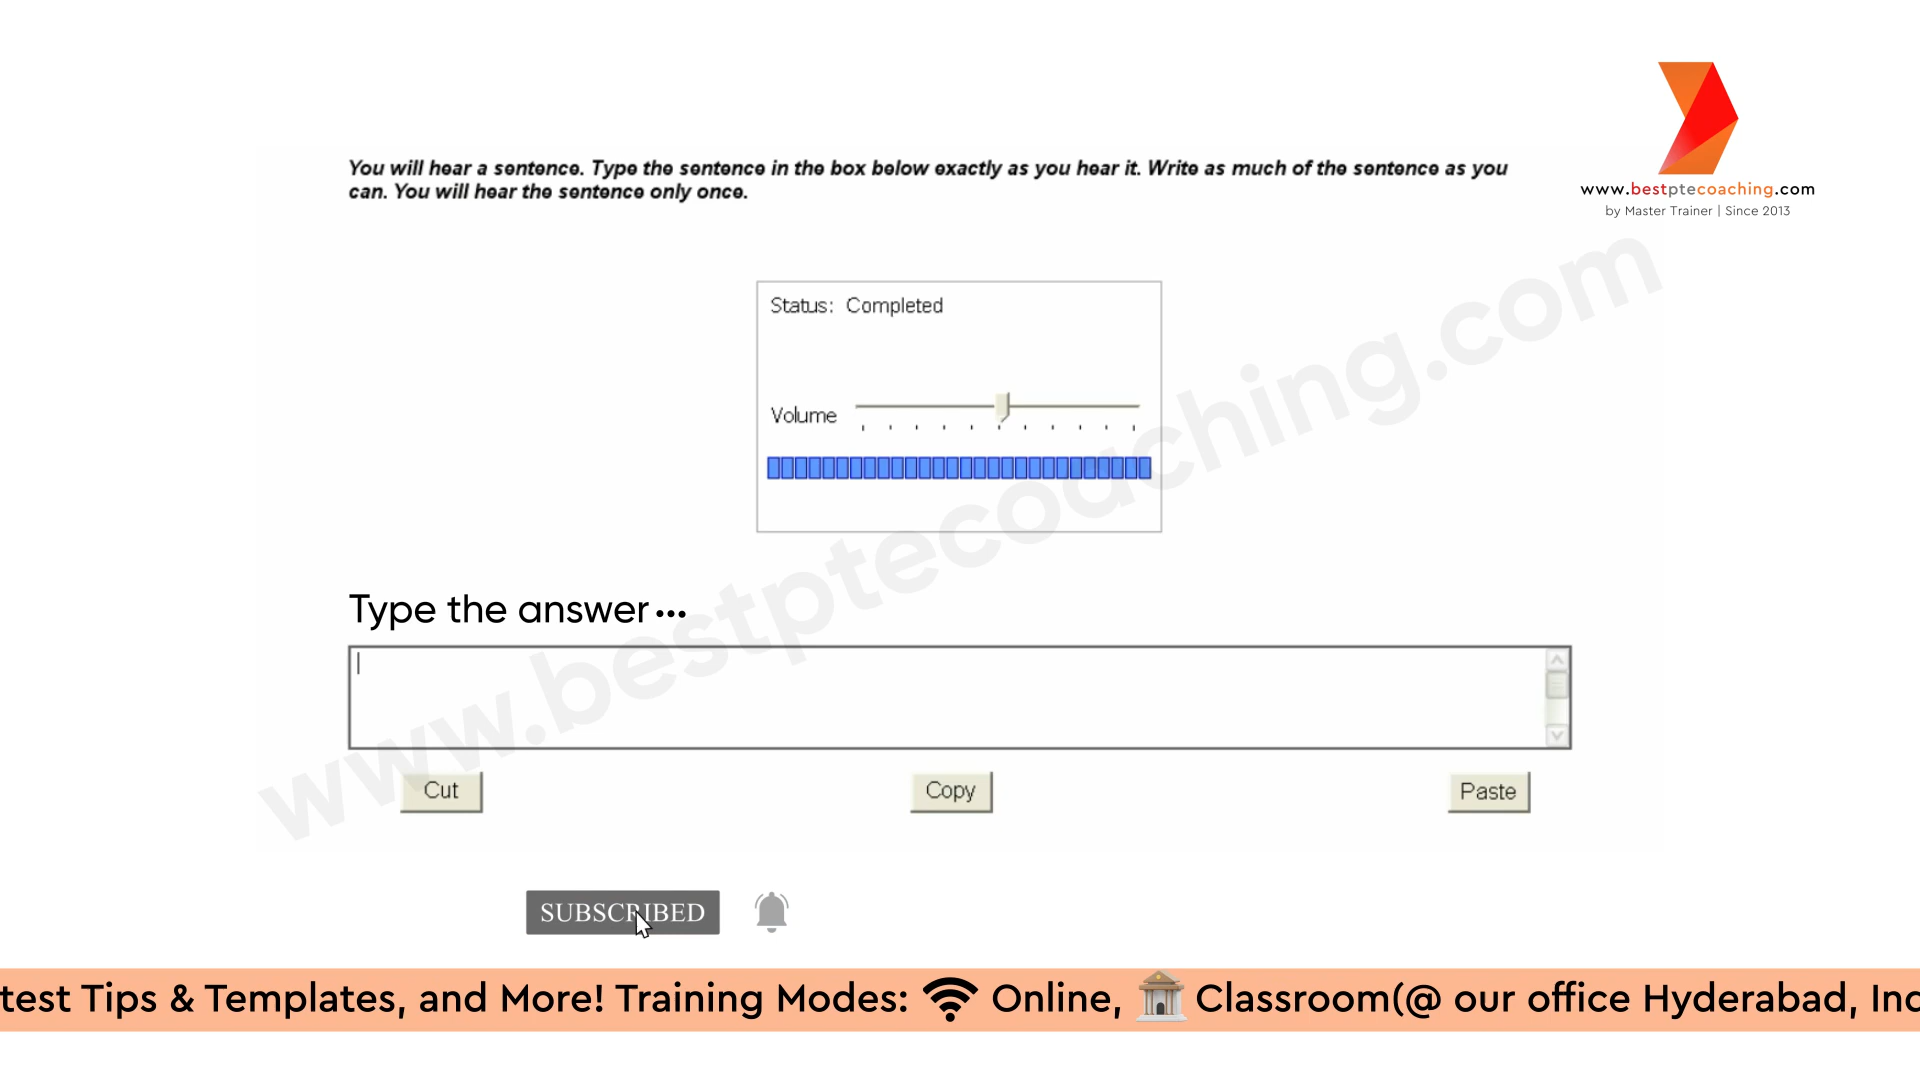 You will hear a sentence. Type the sentence in the box below exactly as you hear it. Write as much of the sentence as you
can. You will hear the sentence only once.
www.bestptecoaching.com
by Master Trainer | Since 2013
Status: Completed
Volume
www.bestptecoaching.com
Type the answer...
Cut Copy Paste
SUBSCRIBED
test Tips & Templates, and More! Training Modes: Online, Classroom(@ our office Hyderabad, Ind